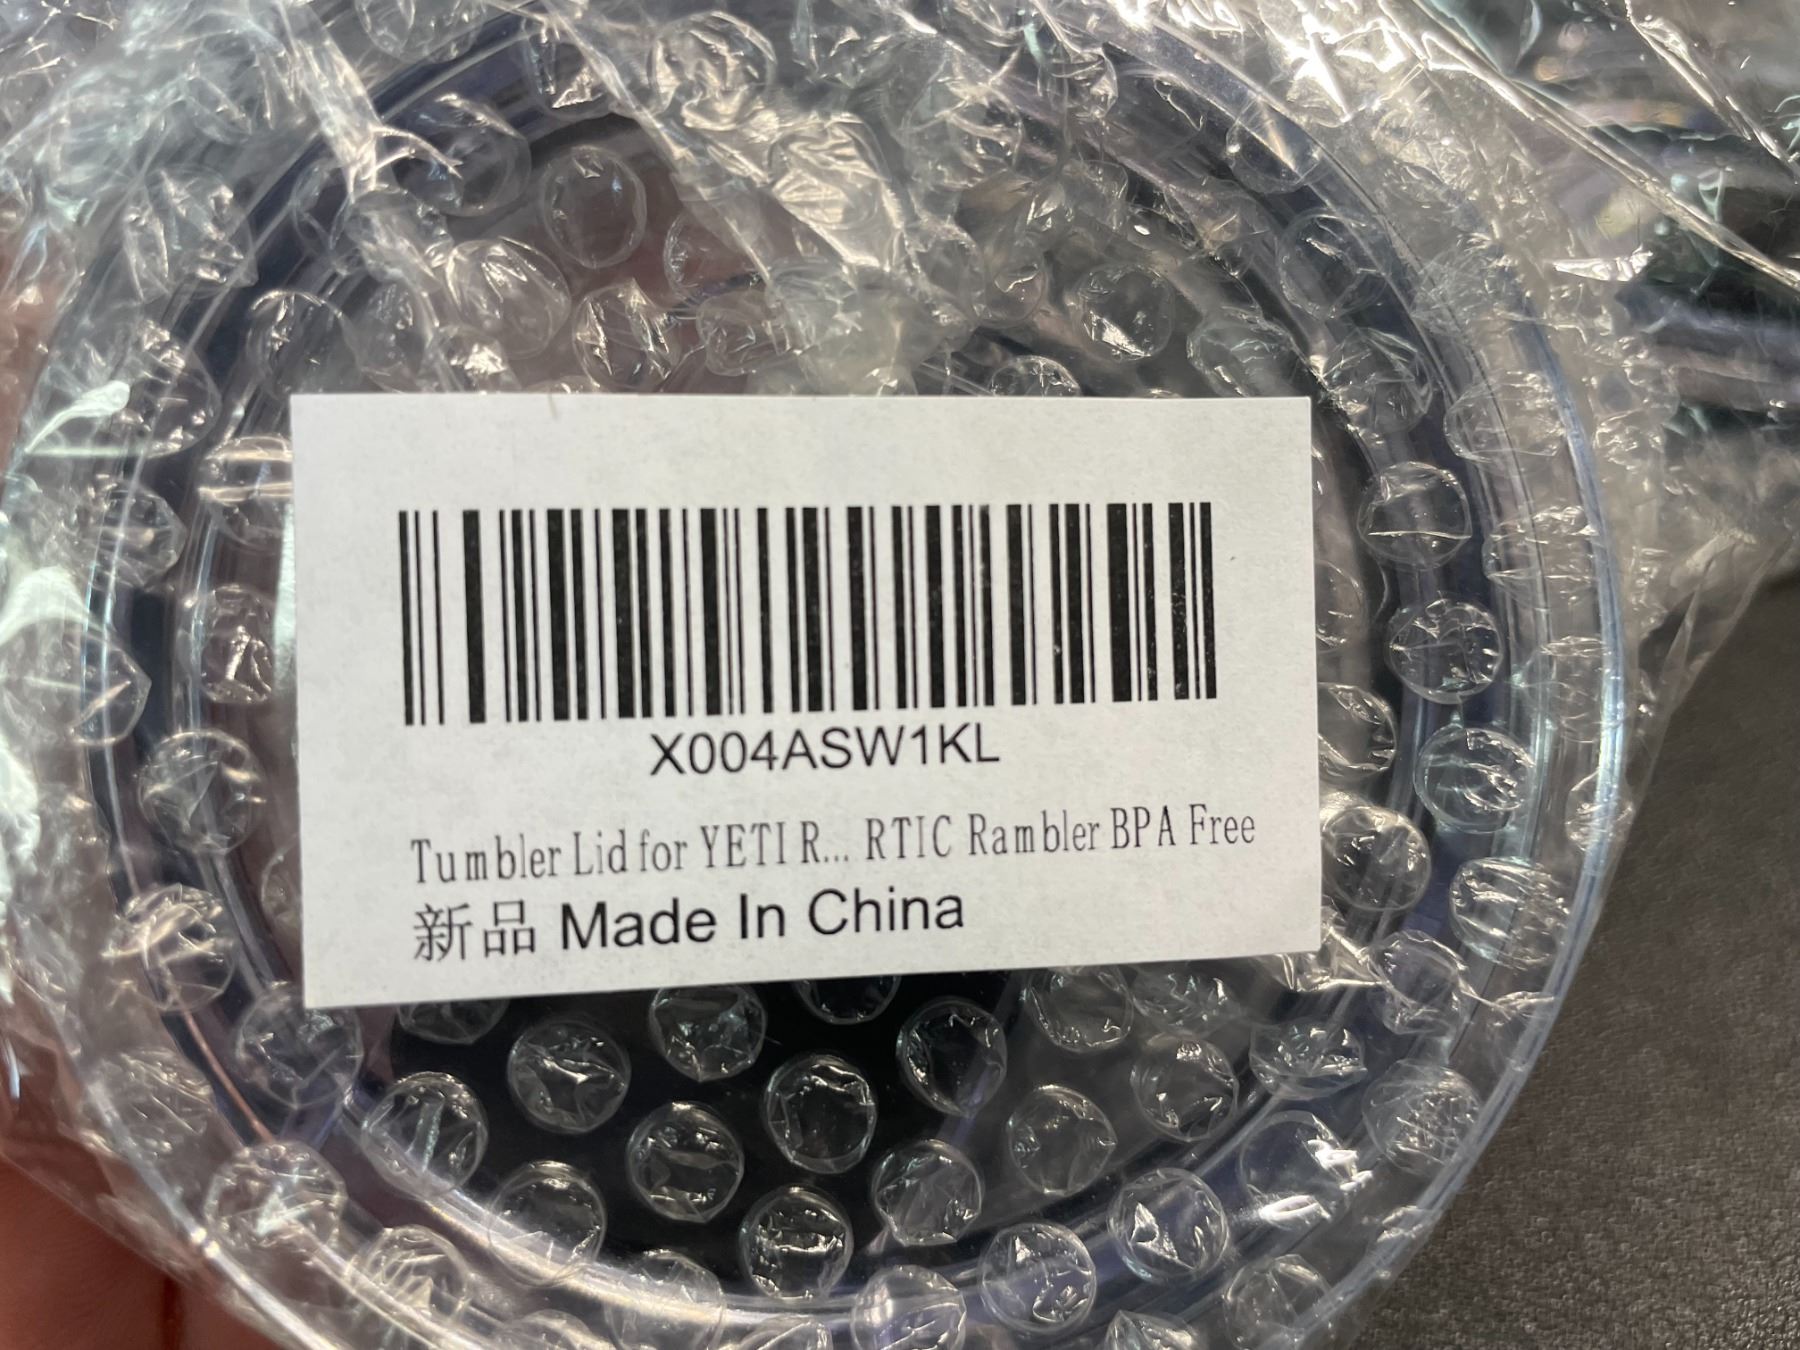 X004ASW1KL
Tumbler Lid for YETI R... RTIC Rambler BPA Free
新品 Made In China